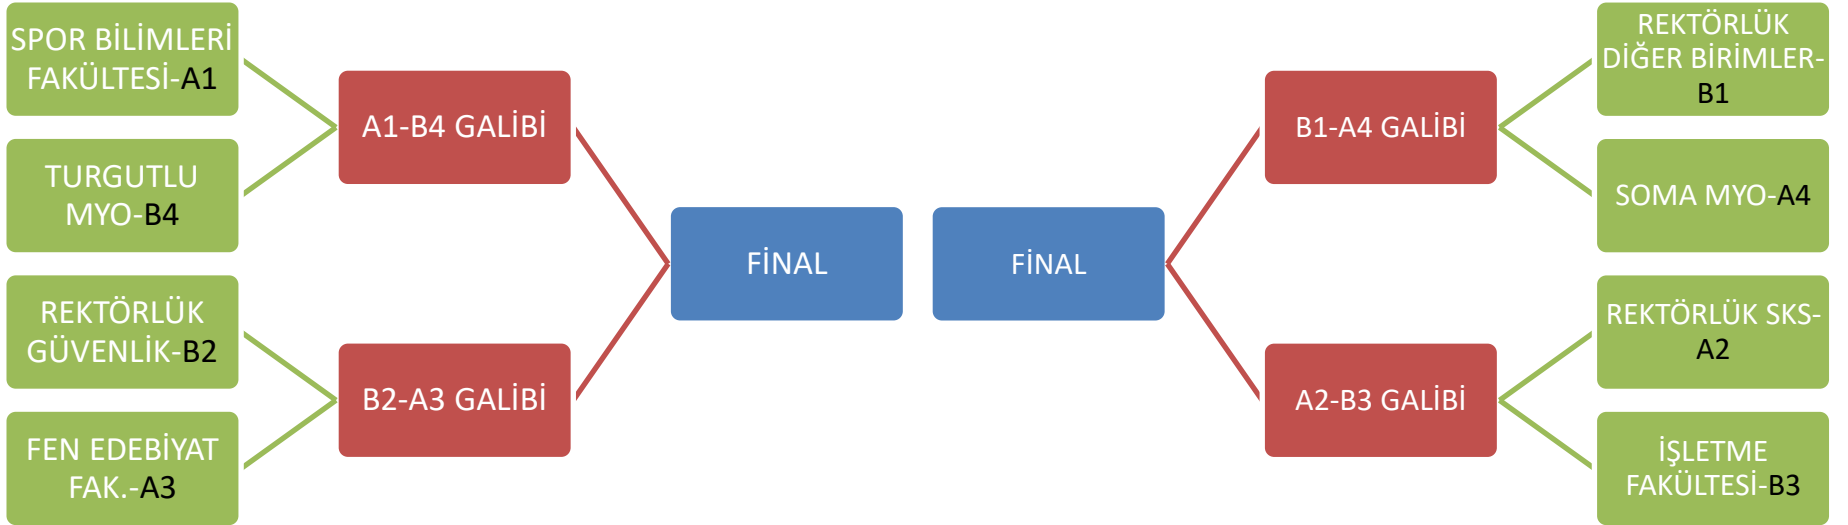 SPOR BİLİMLERİ
FAKÜLTESİ-A1
TURGUTLU
MYO-B4
REKTÖRLÜK
GÜVENLİK-B2
FEN EDEBİYAT
FAK.-A3
A1-B4 GALİBİ
B2-A3 GALİBİ
FİNAL
FİNAL
B1-A4 GALİBİ
A2-B3 GALİBİ
REKTÖRLÜK
DİĞER BİRİMLER-
B1
SOMA MYO-A4
REKTÖRLÜK SKS-
A2
İŞLETME
FAKÜLTESİ-B3